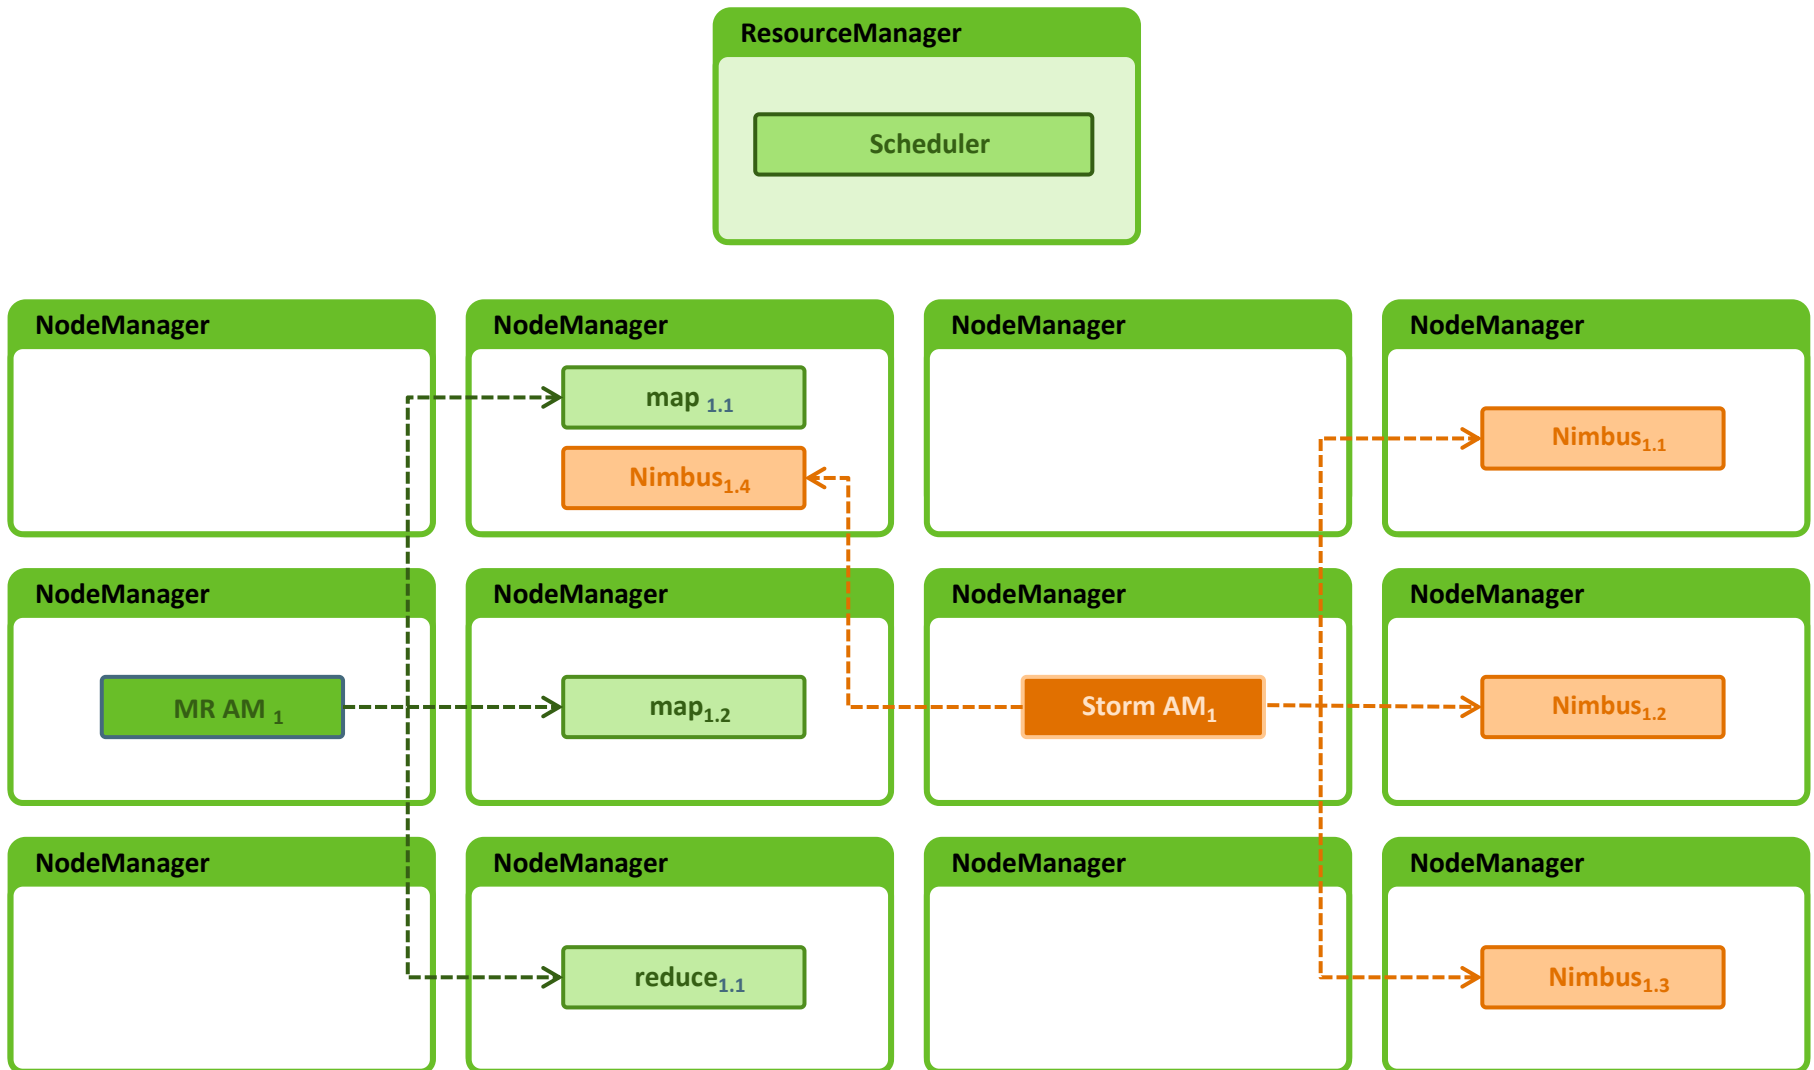 ResourceManager
Scheduler
NodeManager
NodeManager
NodeManager
NodeManager
map 1.1
Nimbus1.4
Nimbus1.1
NodeManager
NodeManager
NodeManager
NodeManager
MR AM 1
map1.2
Storm AM1
Nimbus1.2
NodeManager
NodeManager
NodeManager
NodeManager
reduce1.1
Nimbus1.3